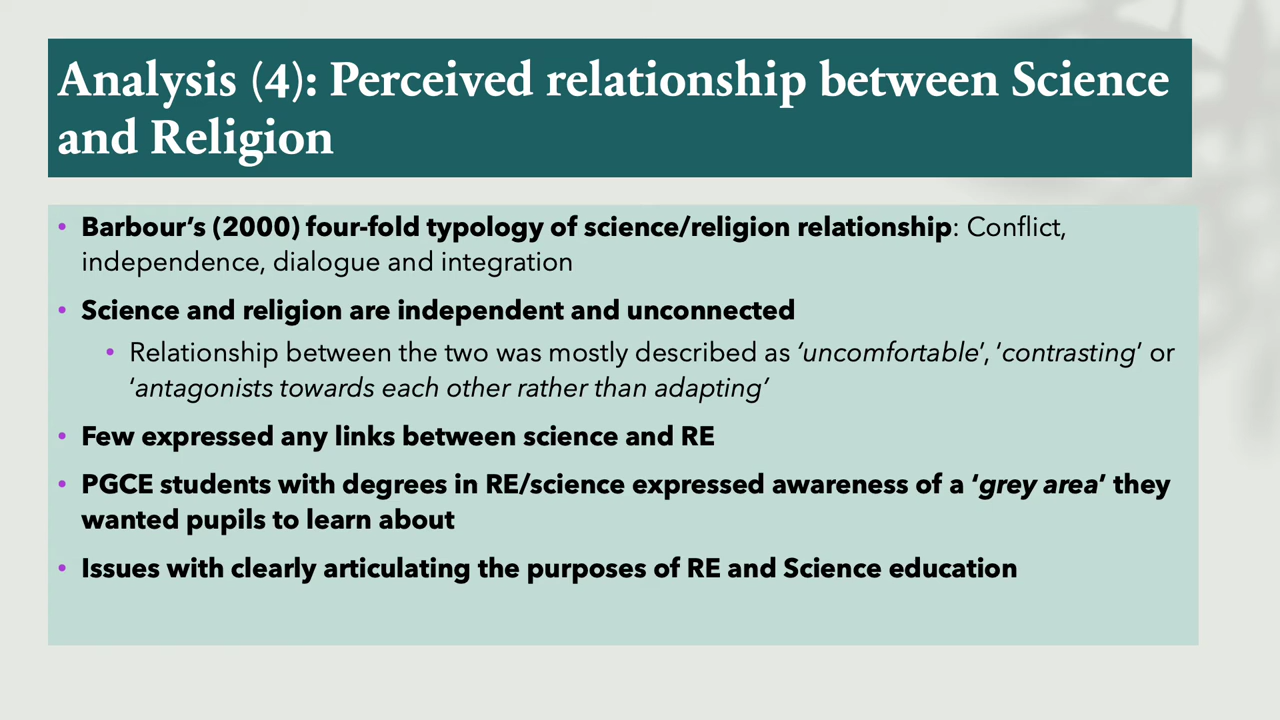 Analysis (4): Perceived relationship between Science
and Religion
• Barbour’s (2000) four-fold typology of science/religion relationship: Conflict,
independence, dialogue and integration
• Science and religion are independent and unconnected
• Relationship between the two was mostly described as ‘uncomfortable’, ‘contrasting’ or
‘antagonists towards each other rather than adapting’
• Few expressed any links between science and RE
• PGCE students with degrees in RE/science expressed awareness of a ‘grey area’ they
wanted pupils to learn about
• Issues with clearly articulating the purposes of RE and Science education